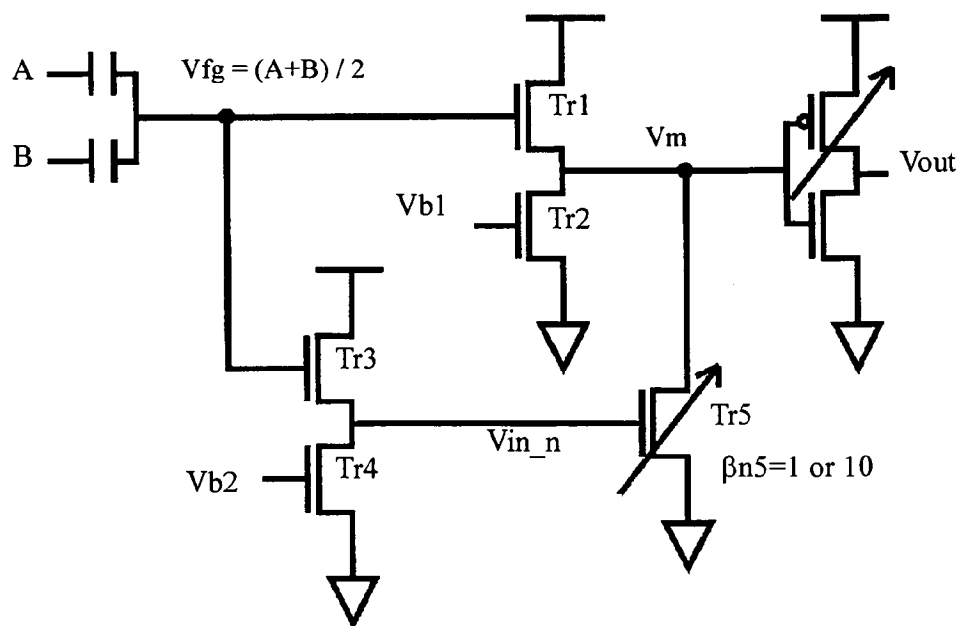 A
Vfg = (A+B) / 2
B
Tr1
Vm
Vout
Vb1
Tr2
Tr3
Vin_n
Tr5
Vb2
Tr4
βn5=1 or 10